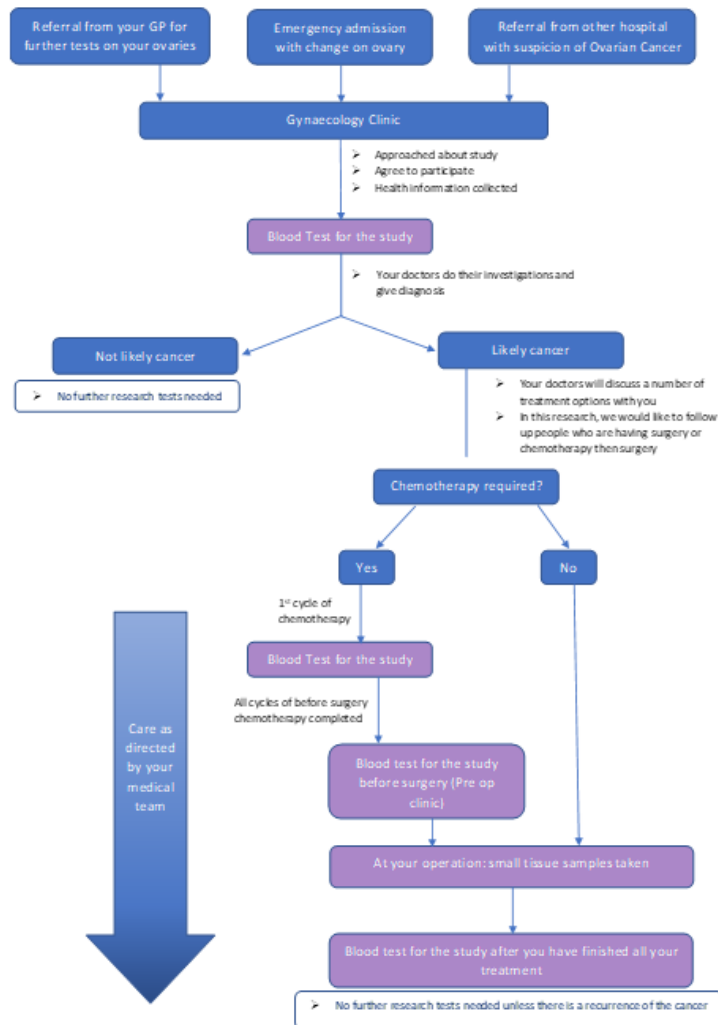 Referral from your GP for
further tests on your ovaries
Emergency admission
with change on ovary
Referral from other hospital
with suspicion of Ovarian Cancer
Gynaecology Clinic
➢ Approached about study
➢ Agree to participate
➢ Health information collected
Blood Test for the study
➢ Your doctors do their investigations and
give diagnosis
Not likely cancer
➢ No further research tests needed
Likely cancer
➢ Your doctors will discuss a number of
treatment options with you
➢ In this research, we would like to follow
up people who are having surgery or
chemotherapy then surgery
Chemotherapy required?
Yes
No
1st cycle of
chemotherapy
Blood Test for the study
All cycles of before surgery
chemotherapy completed
Care as
directed
by your
medical
team
Blood test for the study
before surgery (Pre op
clinic)
At your operation: small tissue samples taken
Blood test for the study after you have finished all your
treatment
➢ No further research tests needed unless there is a recurrence of the cancer